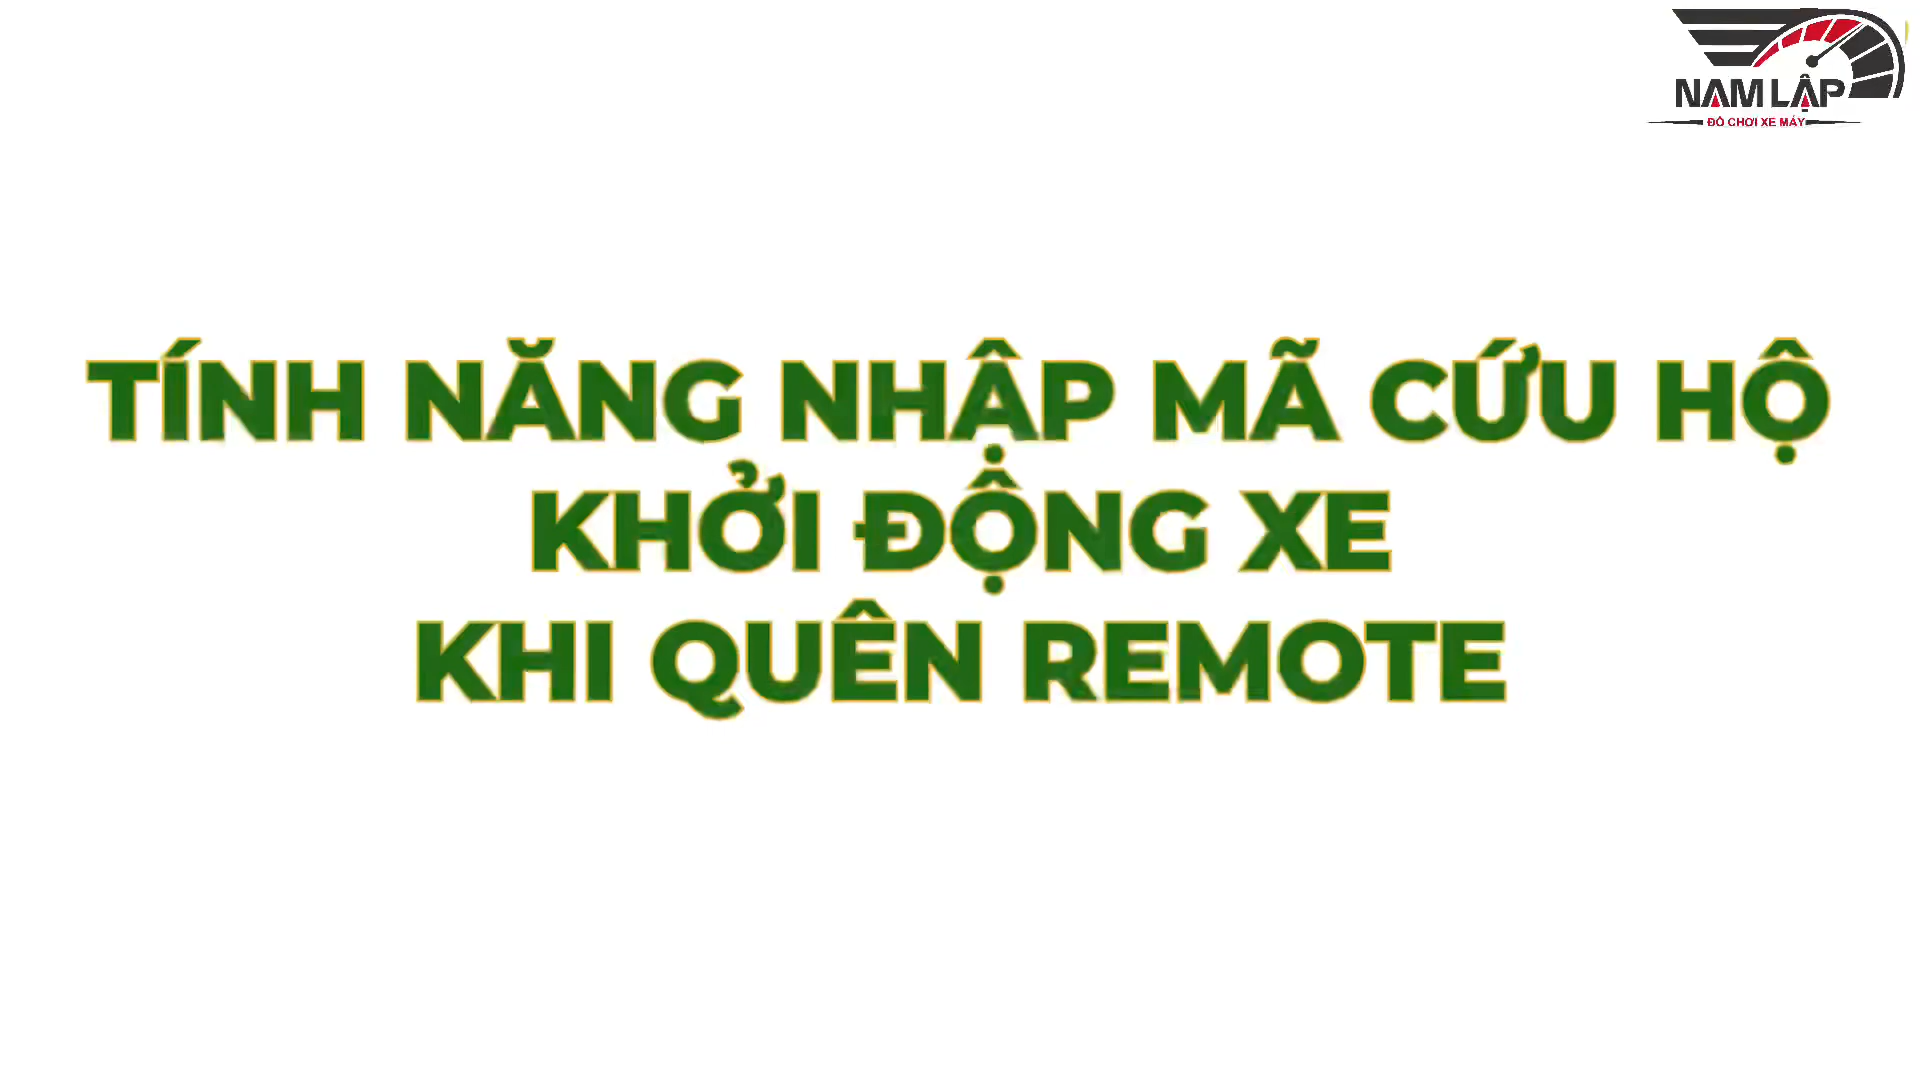 NAM LẬP
ĐỒ CHƠI XE MÁY
TÍNH NĂNG NHẬP MÃ CỨU HỘ
KHỞI ĐỘNG XE
KHI QUÊN REMOTE